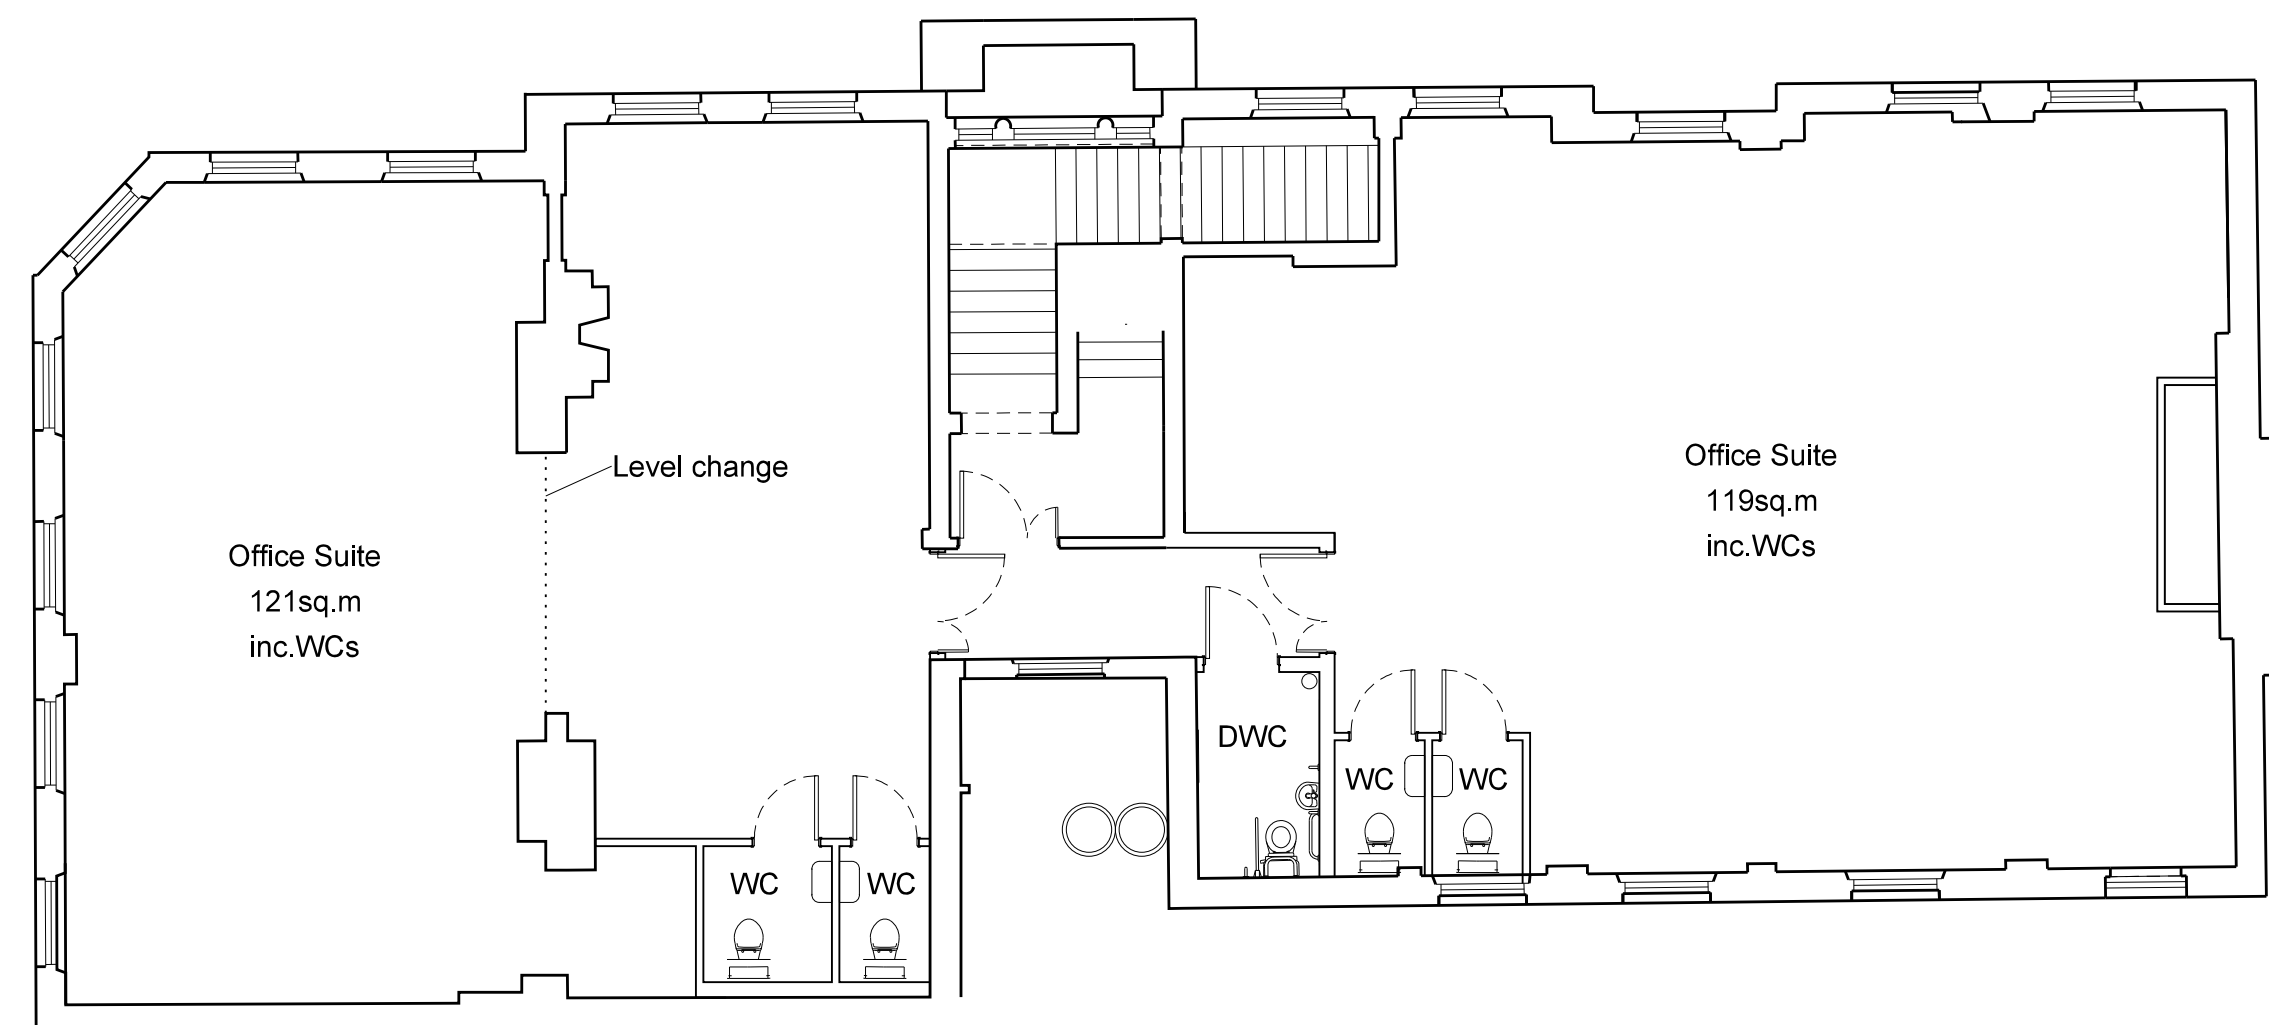 Level change
Office Suite
121sq.m
inc.WCs
Office Suite
119sq.m
inc.WCs
DWC
WC
WC
WC
WC